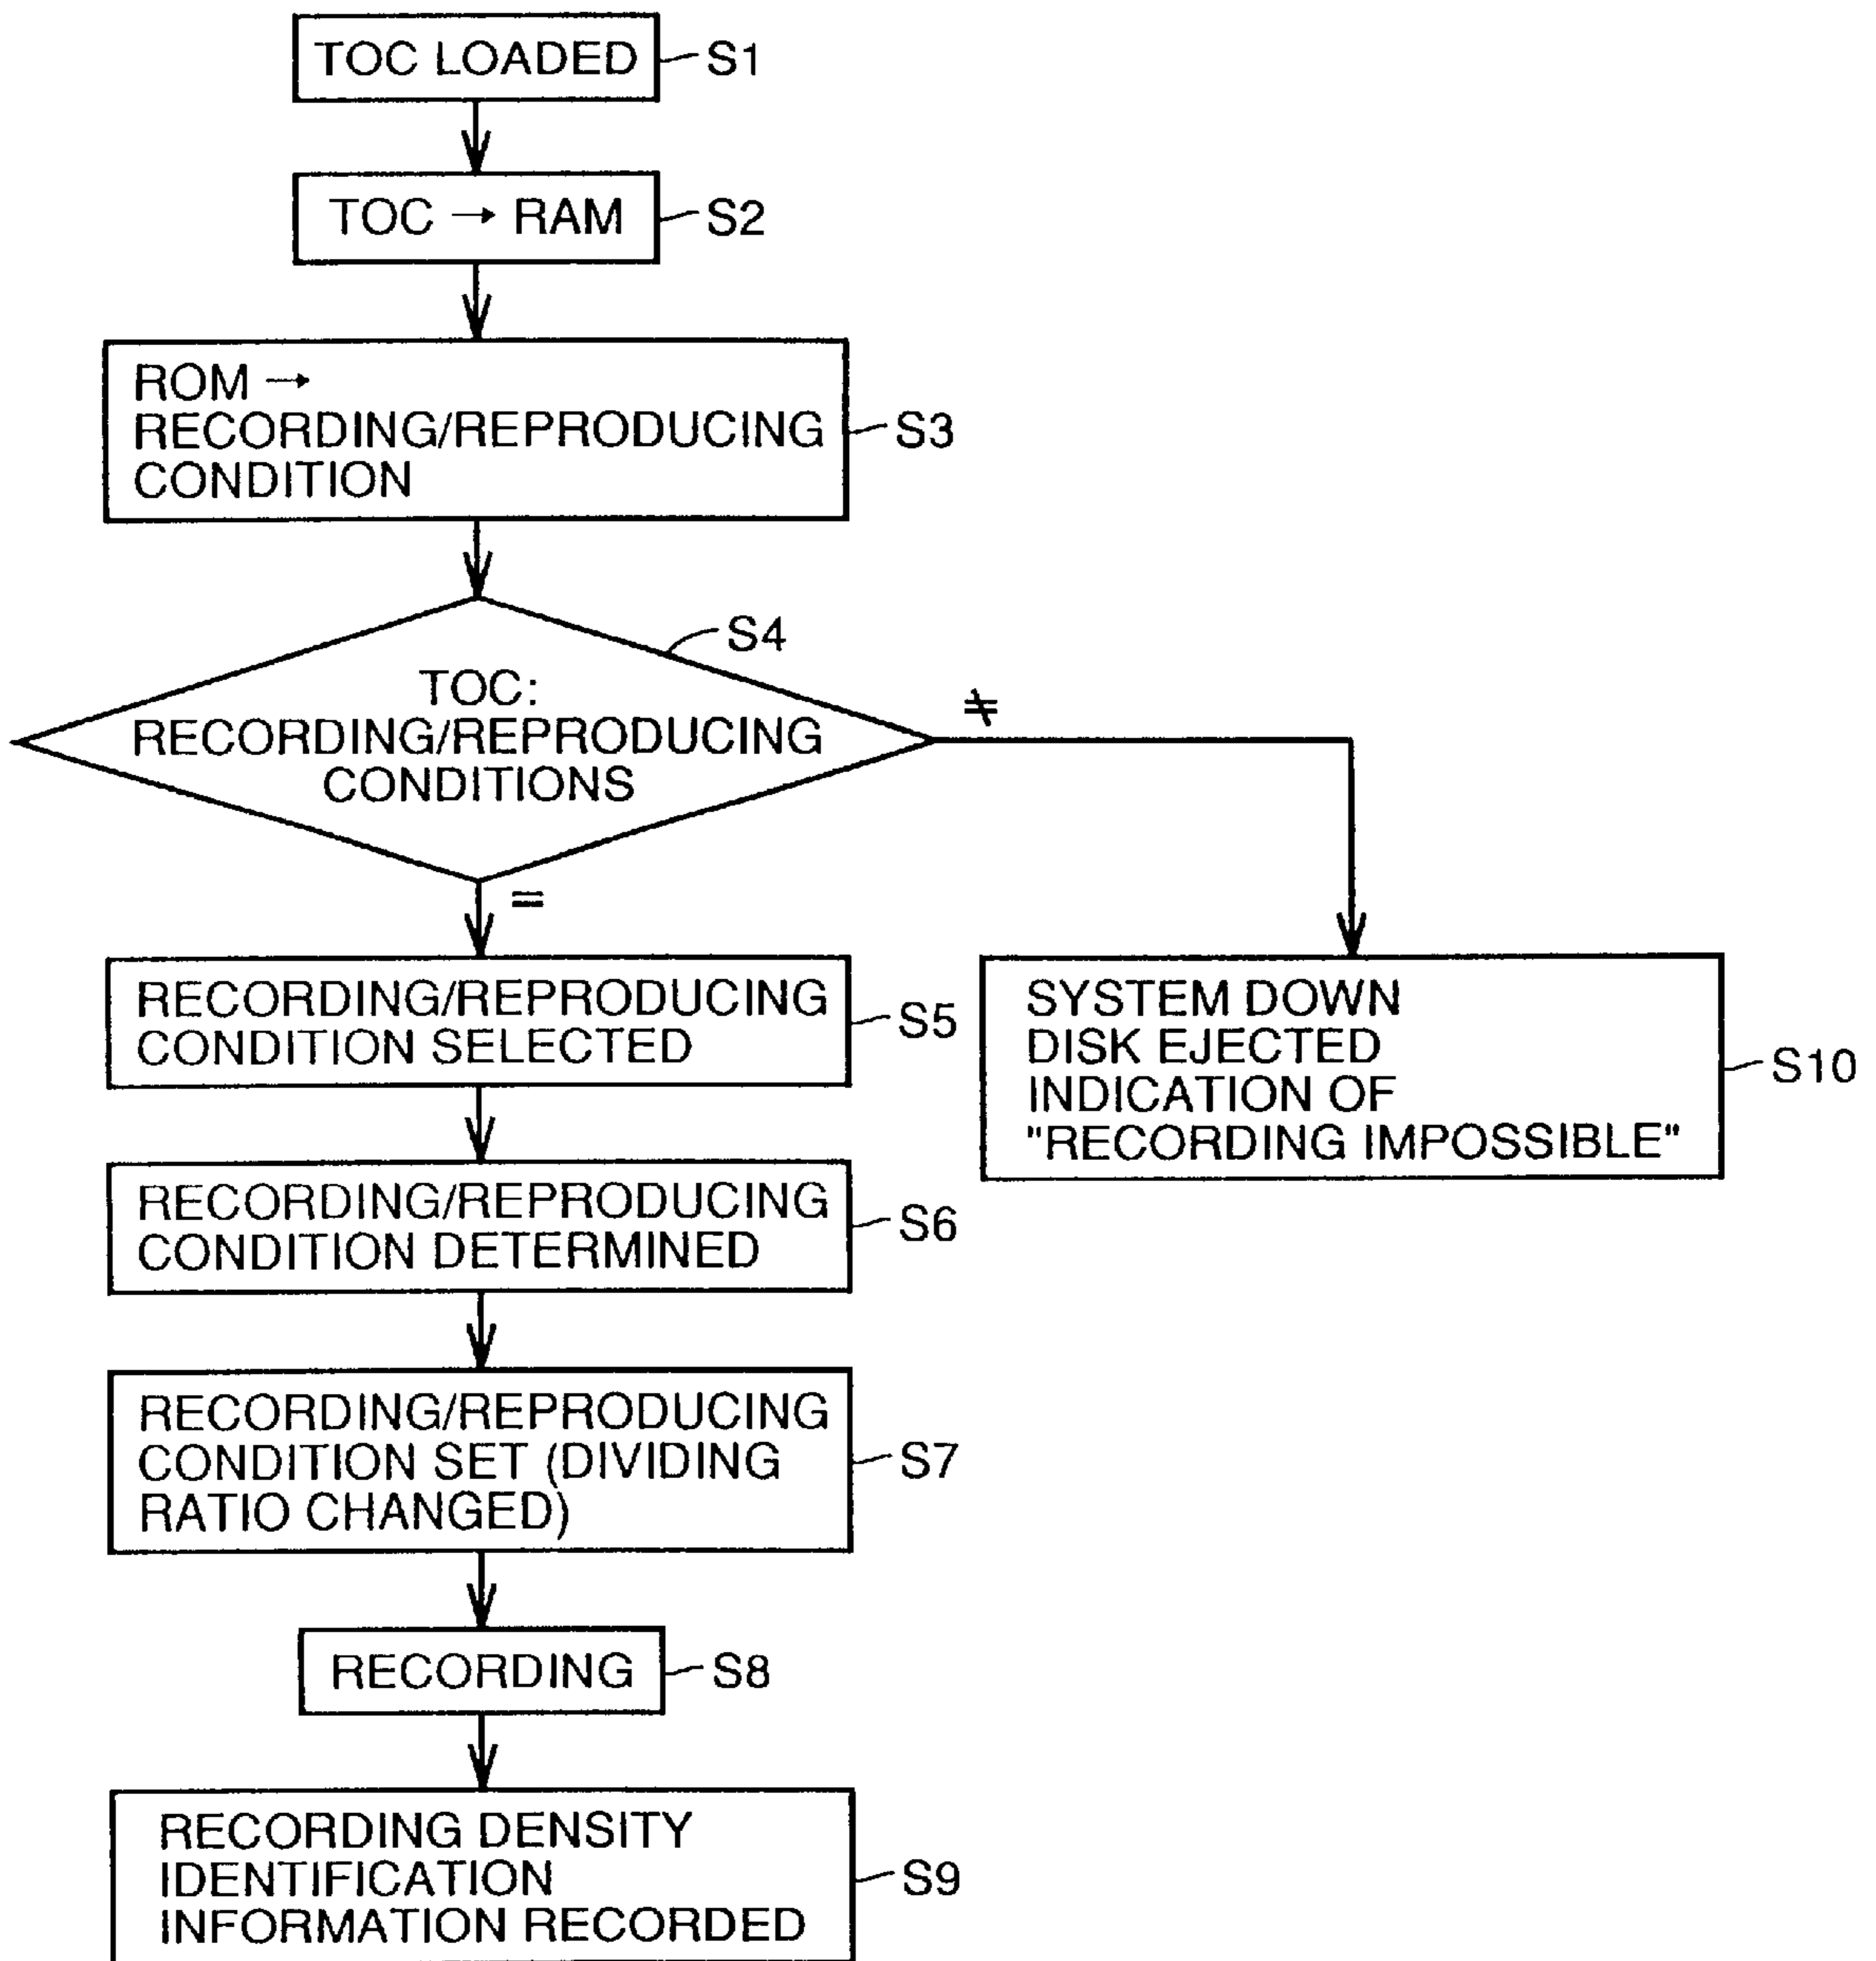 TOC LOADED
S1
TOC → RAM
S2
ROM →
RECORDING/REPRODUCING
CONDITION
S3
S4
TOC:
RECORDING/REPRODUCING
CONDITIONS
≠
=
RECORDING/REPRODUCING
CONDITION SELECTED
S5
SYSTEM DOWN
DISK EJECTED
INDICATION OF
"RECORDING IMPOSSIBLE"
S10
RECORDING/REPRODUCING
CONDITION DETERMINED
S6
RECORDING/REPRODUCING
CONDITION SET (DIVIDING
RATIO CHANGED)
S7
RECORDING
S8
RECORDING DENSITY
IDENTIFICATION
INFORMATION RECORDED
S9